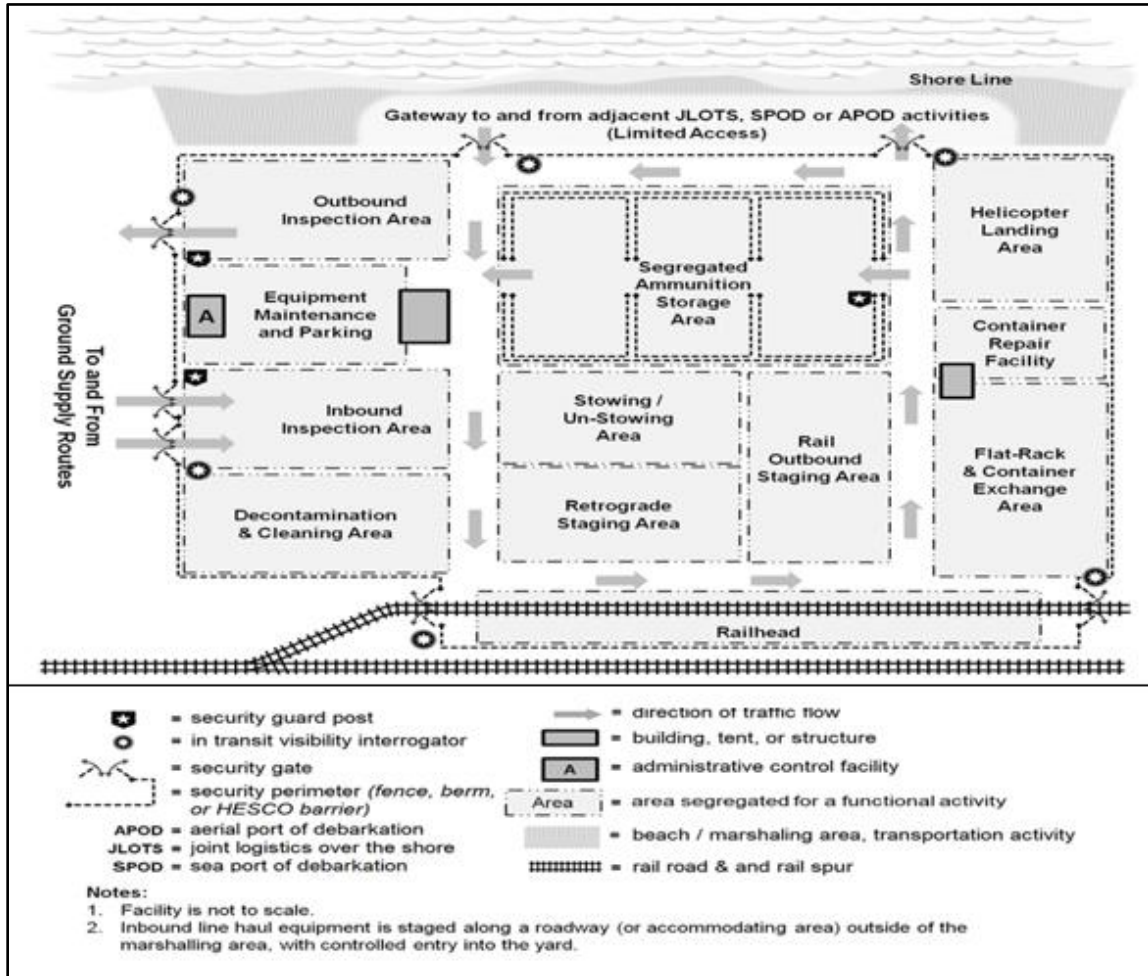 Shore Line
Gateway to and from adjacent JLOTS, SPOD or APOD activities
(Limited Access)
Outbound
Inspection Area
Helicopter
Landing
Area
Segregated
Ammunition
Storage
Area
A
Equipment
Maintenance
and Parking
Container
Repair
Facility
To and From
Ground Supply Routes
Inbound
Inspection Area
Stowing /
Un-Stowing
Area
Rail
Outbound
Staging Area
Flat-Rack
& Container
Exchange
Area
Decontamination
& Cleaning Area
Retrograde
Staging Area
Railhead
= security guard post
= in transit visibility interrogator
= security gate
= security perimeter (fence, berm,
or HESCO barrier)
APOD = aerial port of debarkation
JLOTS = joint logistics over the shore
SPOD = sea port of debarkation
= direction of traffic flow
= building, tent, or structure
A = administrative control facility
Area = area segregated for a functional activity
= beach / marshaling area, transportation activity
= rail road & and rail spur
Notes:
1. Facility is not to scale.
2. Inbound line haul equipment is staged along a roadway (or accommodating area) outside of the
marshalling area, with controlled entry into the yard.